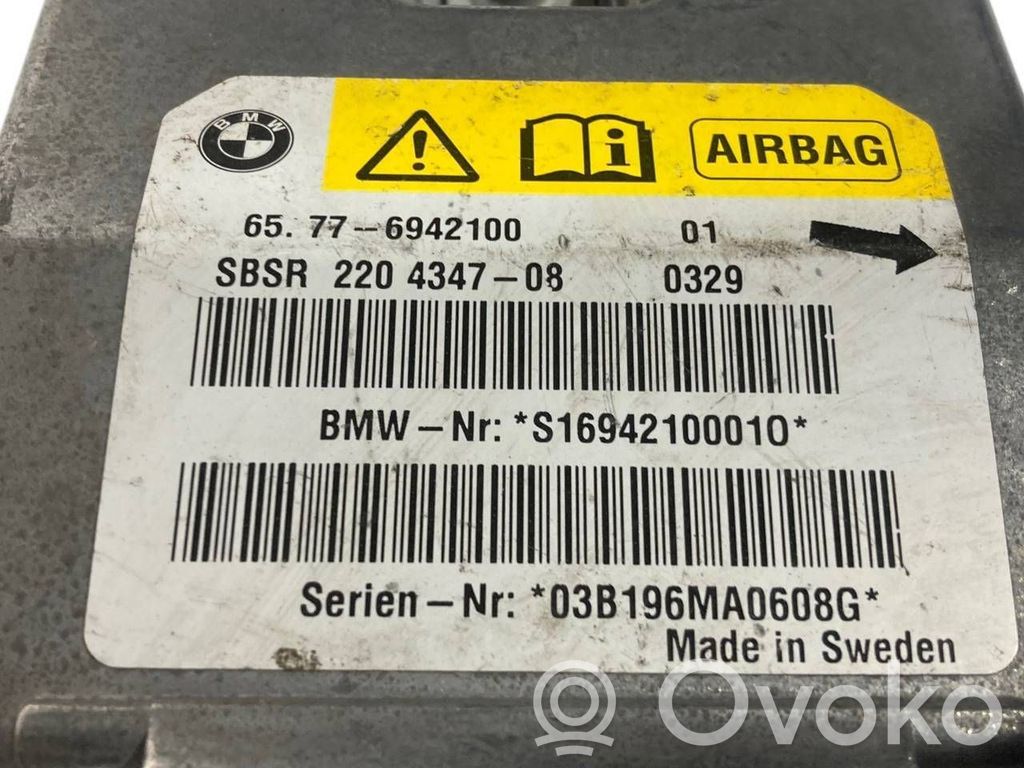 BMW
i
AIRBAG
65. 77-6942100 01
SBSR 220 4347-08 0329
BMW-Nr: *S1694210001O*
Serien-Nr: *03B196MA0608G*
Made in Sweden
Ovoko